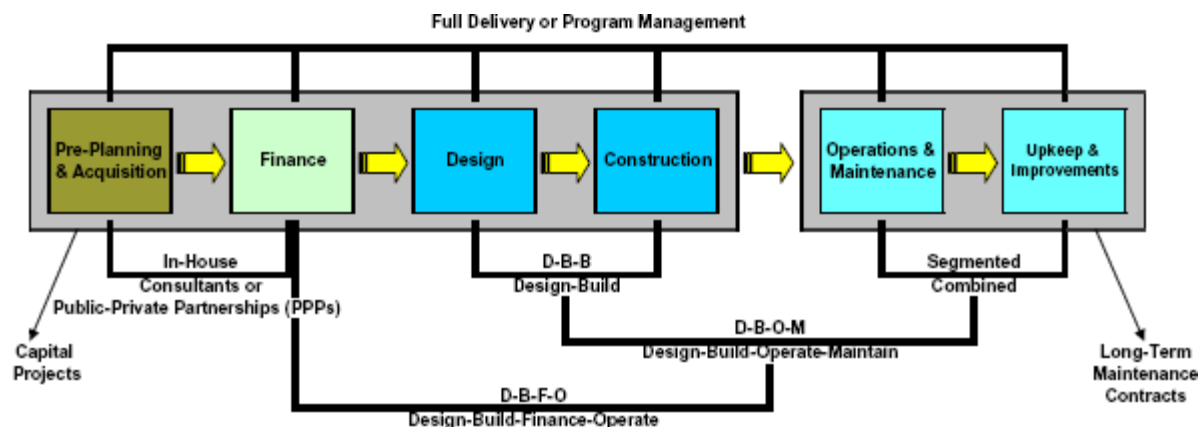 Full Delivery or Program Management
Pre-Planning
& Acquisition
Finance
Design
Construction
Operations &
Maintenance
Upkeep &
Improvements
In-House
Consultants or
Public-Private Partnerships (PPPs)
D-B-B
Design-Build
Segmented
Combined
D-B-O-M
Design-Build-Operate-Maintain
Capital
Projects
Long-Term
Maintenance
Contracts
D-B-F-O
Design-Build-Finance-Operate